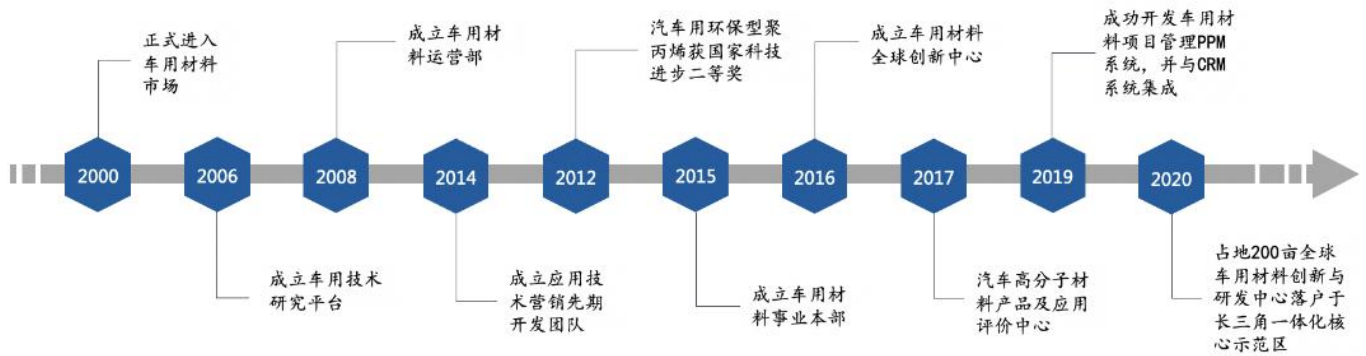 正式进入
车用材料
市场
成立车用材
料运营部
汽车用环保型聚
丙烯获国家科技
进步二等奖
成立车用材料
全球创新中心
成功开发车用材
料项目管理PPM
系统，并与CRM
系统集成
2000
2006
2008
2014
2012
2015
2016
2017
2019
2020
成立车用技术
研究平台
成立应用技
术营销先期
开发团队
成立车用材
料事业本部
汽车高分子材
料产品及应用
评价中心
占地200亩全球
车用材料创新与
研发中心落户于
长三角一体化核
心示范区